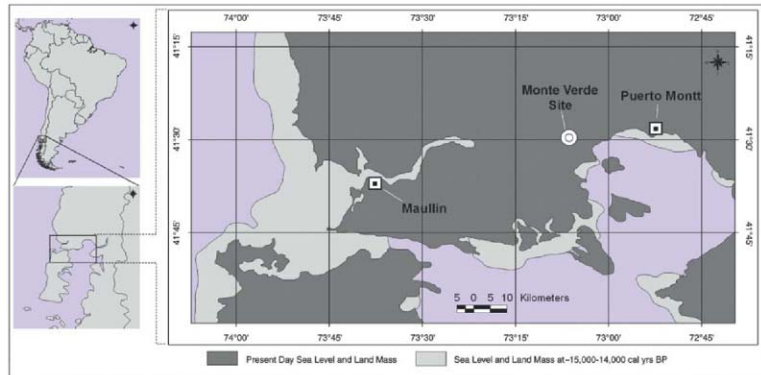 74°00' 73°45' 73°30' 73°15' 73°00' 72°45'
41°15' 41°15'
Monte Verde
Site
Puerto Montt
41°30' 41°30'
Maullin
41°45' 41°45'
5 0 5 10 Kilometers
74°00' 73°45' 73°30' 73°15' 73°00' 72°45'
Present Day Sea Level and Land Mass Sea Level and Land Mass at~15,000-14,000 cal yrs BP